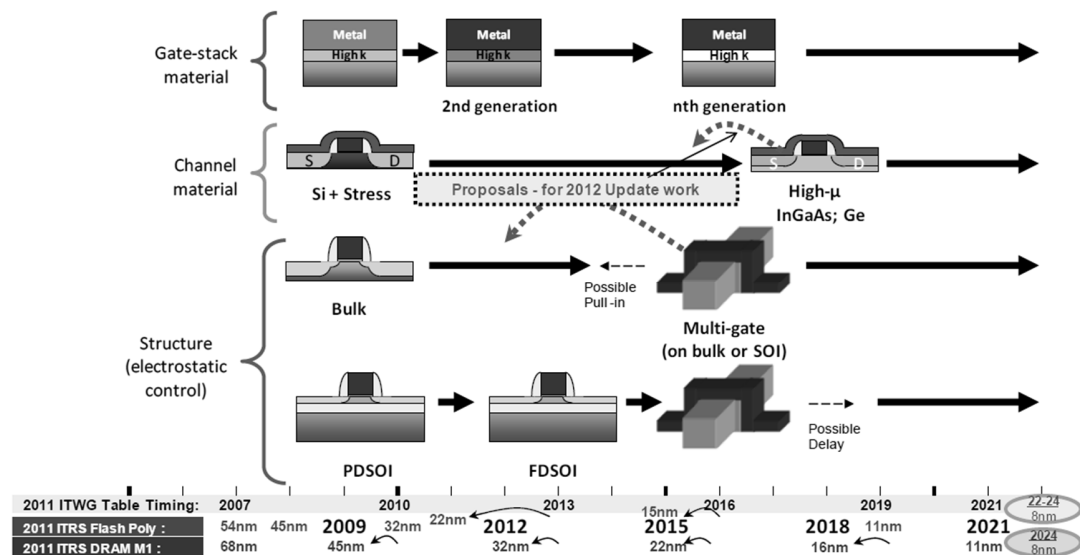 Gate-stack
material
Metal
High k
Metal
High k
2nd generation
Metal
High k
nth generation
Channel
material
S D
Si + Stress
Proposals - for 2012 Update work
S D
High-μ
InGaAs; Ge
Structure
(electrostatic
control)
Bulk
Possible
Pull -in
Multi-gate
(on bulk or SOI)
PDSOI
FDSOI
Possible
Delay
2011 ITWG Table Timing: 2007 2010 2013 2016 2019 2021 22-24
8nm
2011 ITRS Flash Poly : 54nm 45nm 2009 32nm 22nm 2012 15nm 2015 2018 11nm 2021 2024
2011 ITRS DRAM M1 : 68nm 45nm 32nm 22nm 16nm 11nm 8nm